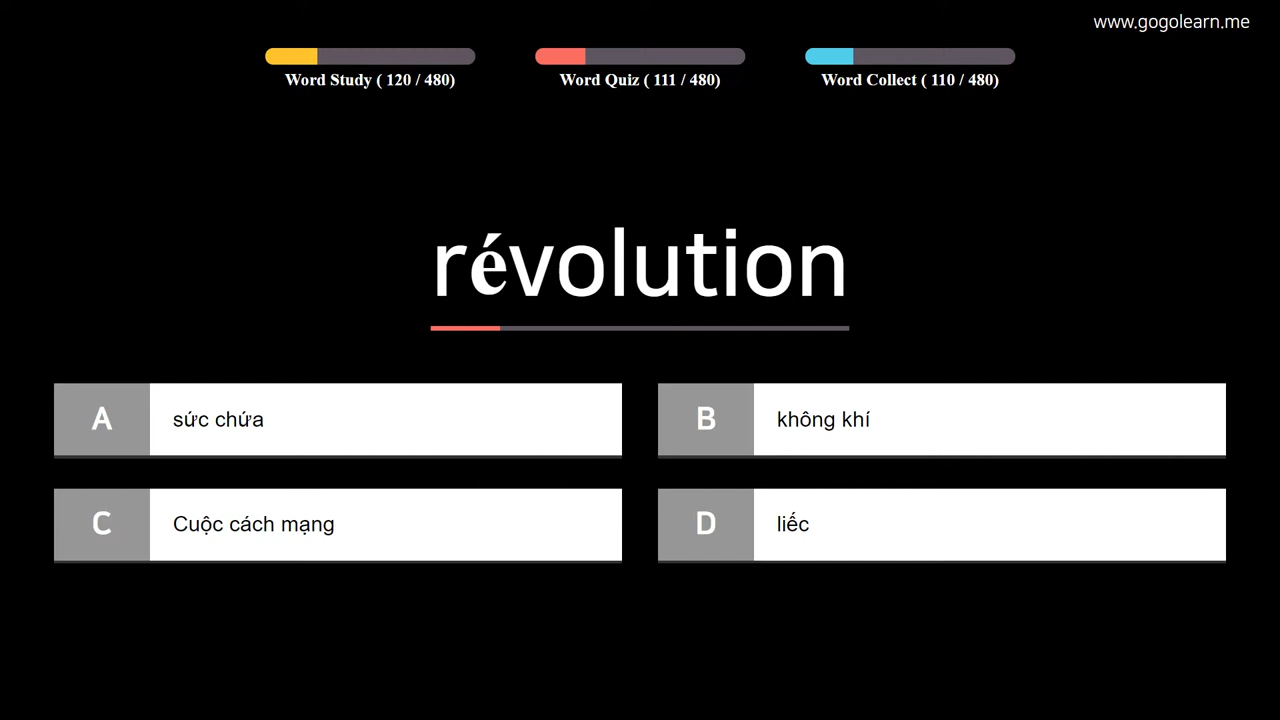 www.gogolearn.me
Word Study ( 120 / 480)
Word Quiz ( 111 / 480)
Word Collect ( 110 / 480)
révolution
A
sức chứa
B
không khí
C
Cuộc cách mạng
D
liếc